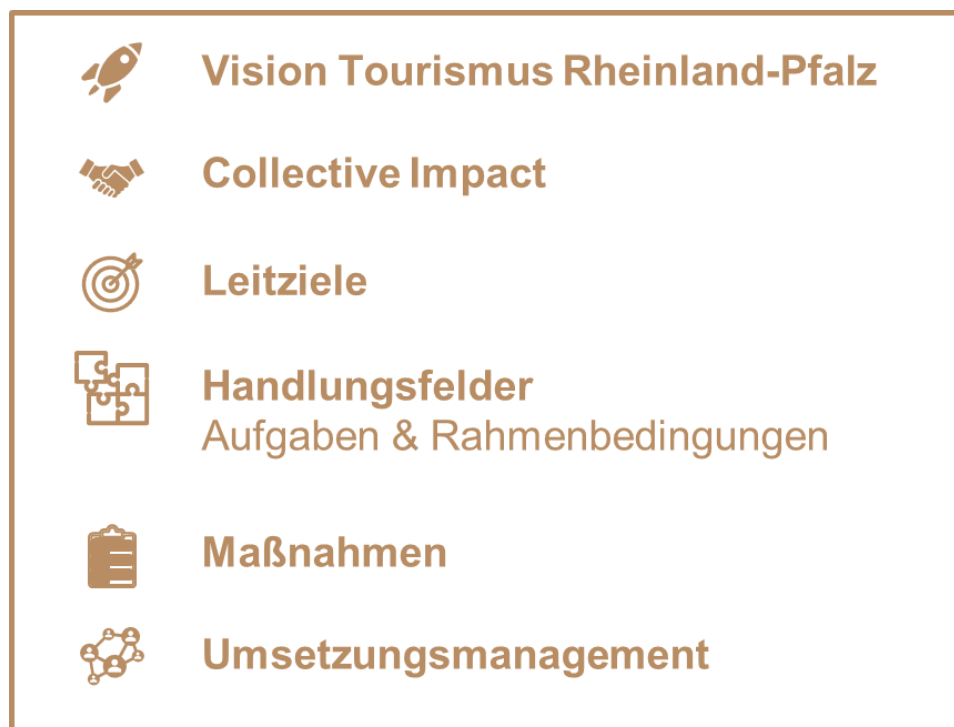 Vision Tourismus Rheinland-Pfalz
Collective Impact
Leitziele
Handlungsfelder
Aufgaben & Rahmenbedingungen
Maßnahmen
Umsetzungsmanagement